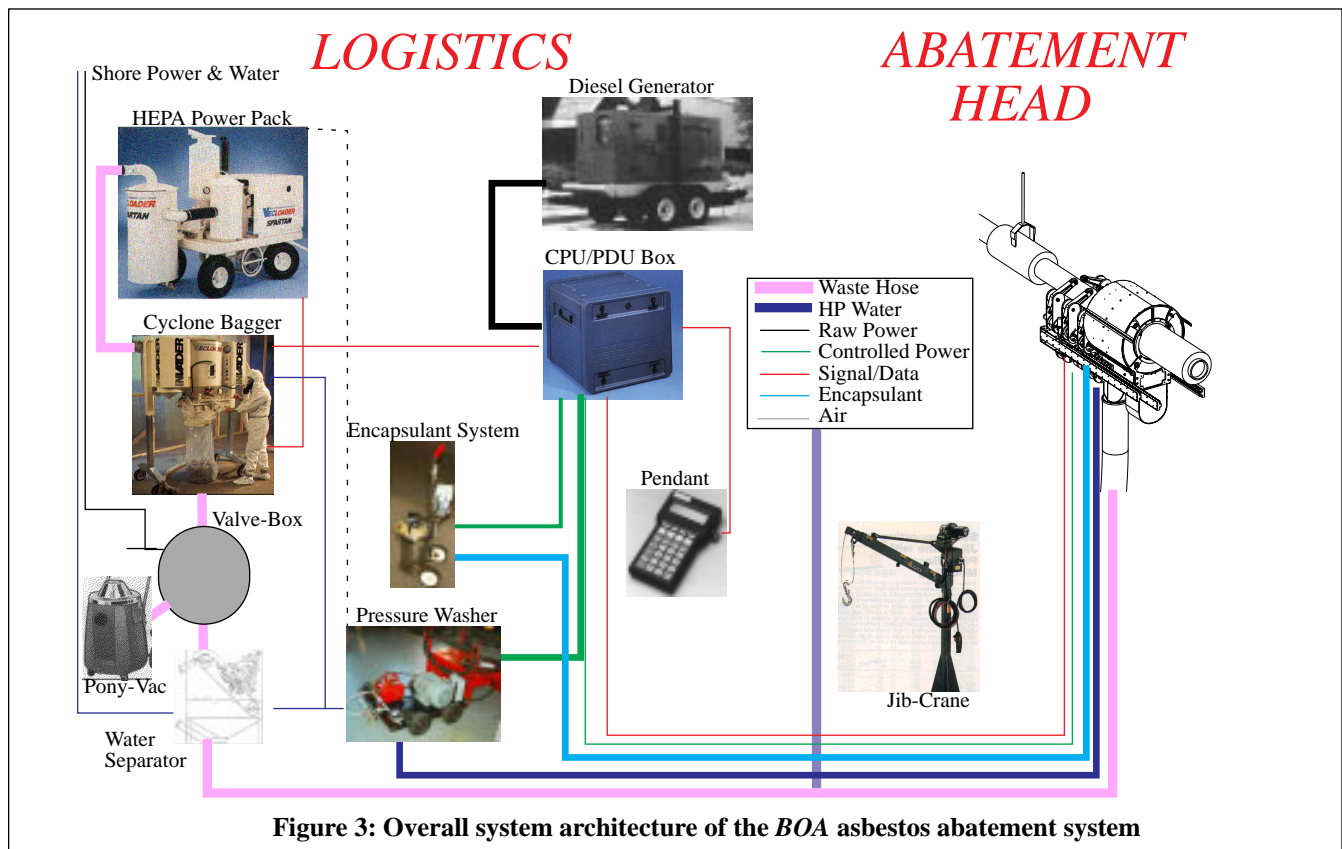 LOGISTICS
ABATEMENT
HEAD
Shore Power & Water
HEPA Power Pack
Diesel Generator
VECLOADER
SPARTAN
CPU/PDU Box
Cyclone Bagger
Waste Hose
HP Water
Raw Power
Controlled Power
Signal/Data
Encapsulant
Air
Encapsulant System
Pendant
Valve-Box
Pressure Washer
Pony-Vac
Jib-Crane
Water
Separator
Figure 3: Overall system architecture of the BOA asbestos abatement system